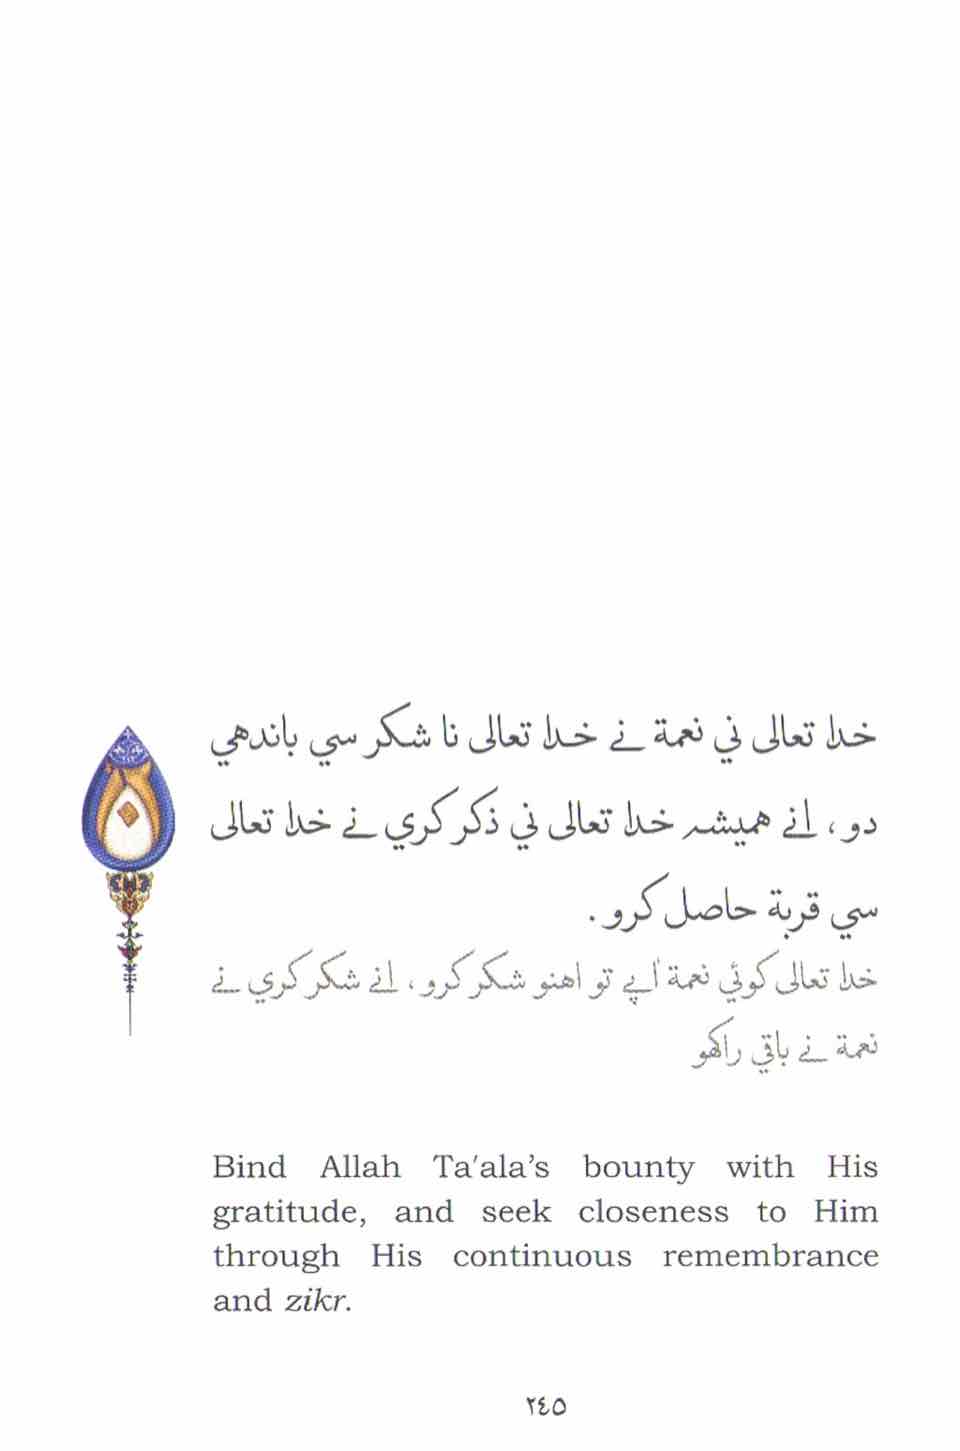 خدا تعالى ني نعمة نے خدا تعالى نا شكر سي باندهي
دو، انے هميشہ خدا تعالى ني ذكر كري نے خدا تعالى
سي قربة حاصل كرو.
خدا تعالى كوئي نعمة اٰپے تو اهنو شكر كرو، انے شكر كري نے
نعمة نے باقي راكهو
Bind Allah Ta'ala's bounty with His
gratitude, and seek closeness to Him
through His continuous remembrance
and zikr.
٢٤٥